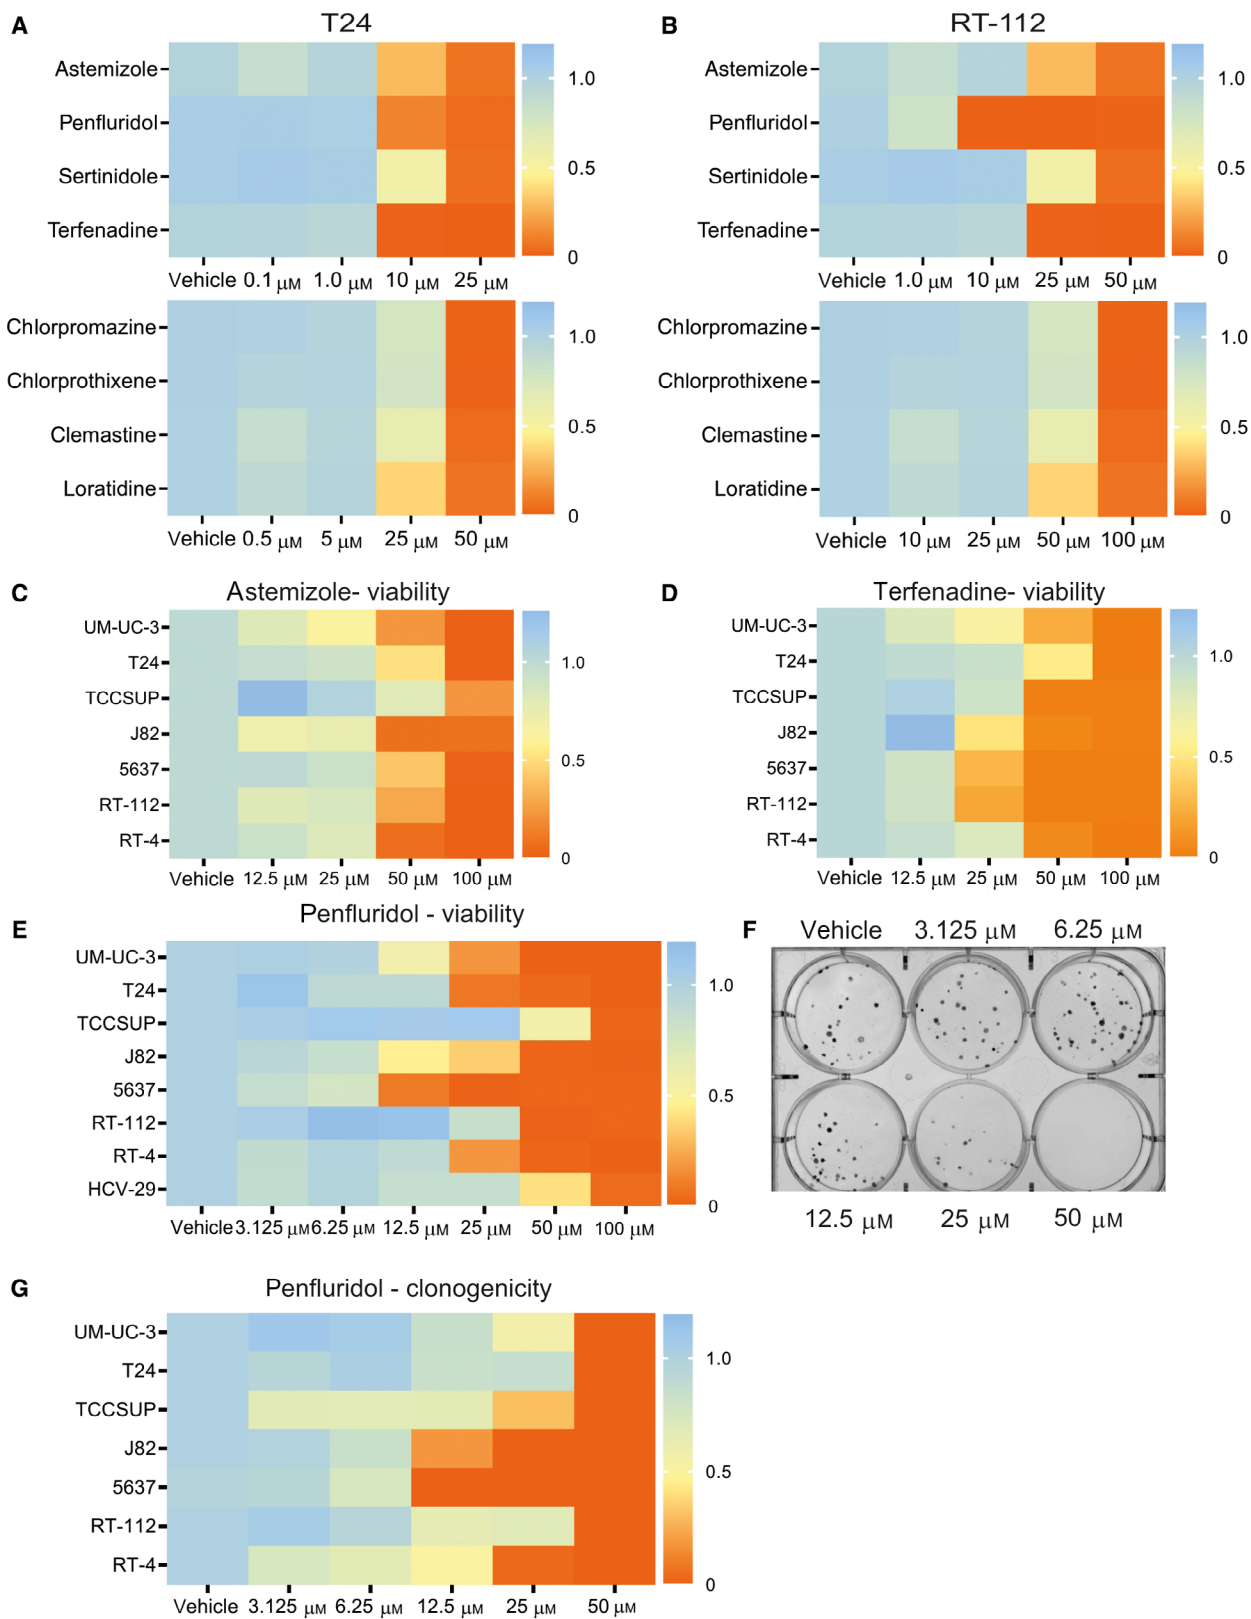 A T24
Astemizole
Penfluridol
Sertinidole
Terfenadine
1.0
0.5
0
Vehicle 0.1 μM 1.0 μM 10 μM 25 μM
Chlorpromazine
Chlorprothixene
Clemastine
Loratidine
1.0
0.5
0
Vehicle 0.5 μM 5 μM 25 μM 50 μM
B RT-112
Astemizole
Penfluridol
Sertinidole
Terfenadine
1.0
0.5
0
Vehicle 1.0 μM 10 μM 25 μM 50 μM
Chlorpromazine
Chlorprothixene
Clemastine
Loratidine
1.0
0.5
0
Vehicle 10 μM 25 μM 50 μM 100 μM
C Astemizole- viability
UM-UC-3
T24
TCCSUP
J82
5637
RT-112
RT-4
1.0
0.5
0
Vehicle 12.5 μM 25 μM 50 μM 100 μM
D Terfenadine- viability
UM-UC-3
T24
TCCSUP
J82
5637
RT-112
RT-4
1.0
0.5
0
Vehicle 12.5 μM 25 μM 50 μM 100 μM
E Penfluridol - viability
UM-UC-3
T24
TCCSUP
J82
5637
RT-112
RT-4
HCV-29
1.0
0.5
0
Vehicle 3.125 μM 6.25 μM 12.5 μM 25 μM 50 μM 100 μM
F Vehicle 3.125 μM 6.25 μM
12.5 μM 25 μM 50 μM
G Penfluridol - clonogenicity
UM-UC-3
T24
TCCSUP
J82
5637
RT-112
RT-4
1.0
0.5
0
Vehicle 3.125 μM 6.25 μM 12.5 μM 25 μM 50 μM